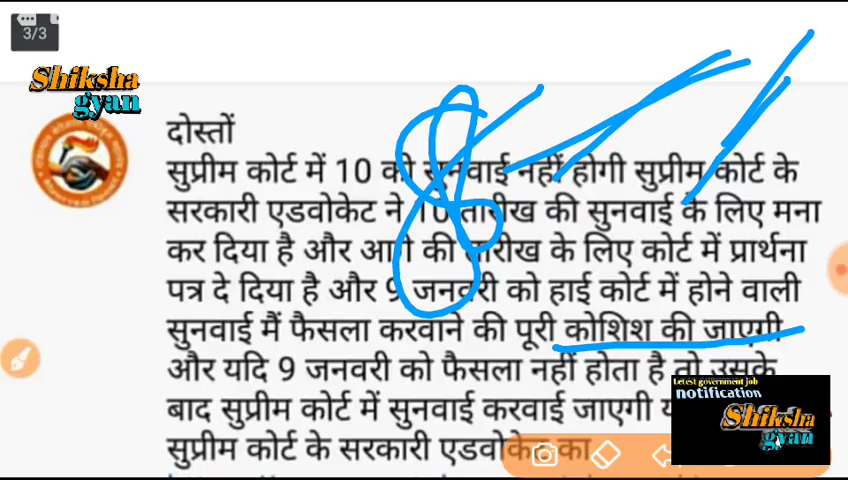 3/3
Shiksha
gyan
दोस्तों
सुप्रीम कोर्ट में 10 को सुनवाई नहीं होगी सुप्रीम कोर्ट के
सरकारी एडवोकेट ने 10 तारीख की सुनवाई के लिए मना
कर दिया है और आगे की तारीख के लिए कोर्ट में प्रार्थना
पत्र दे दिया है और 9 जनवरी को हाई कोर्ट में होने वाली
सुनवाई मैं फैसला करवाने की पूरी कोशिश की जाएगी
और यदि 9 जनवरी को फैसला नहीं होता है तो उसके
बाद सुप्रीम कोर्ट में सुनवाई करवाई जाएगी
सुप्रीम कोर्ट के सरकारी एडवोकेट का
Letest government job
notification
Shiksha
gyan